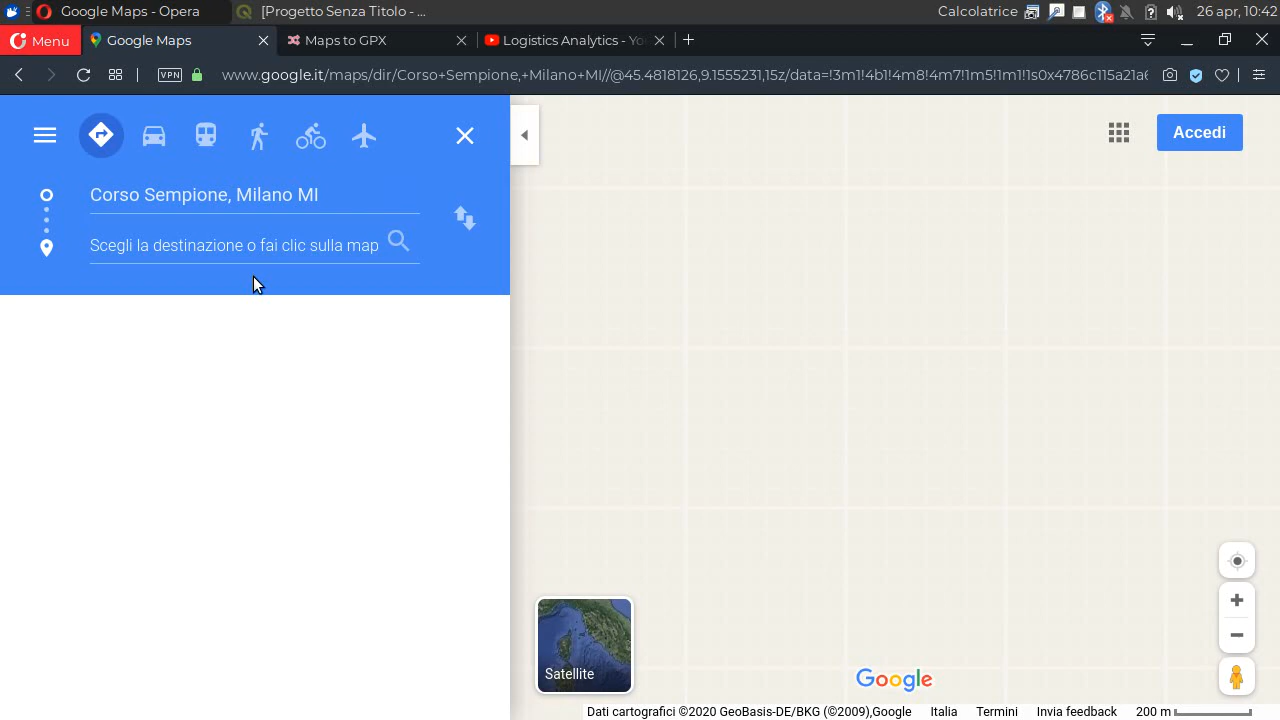 Google Maps - Opera
[Progetto Senza Titolo - ...
Calcolatrice
26 apr, 10:42
Menu
Google Maps
Maps to GPX
Logistics Analytics - Yo
VPN
www.google.it/maps/dir/Corso+Sempione,+Milano+MI//@45.4818126,9.1555231,15z/data=!3m1!4b1!4m8!4m7!1m5!1m1!1s0x4786c115a21a6
Accedi
Corso Sempione, Milano MI
Scegli la destinazione o fai clic sulla map
Satellite
Google
Dati cartografici ©2020 GeoBasis-DE/BKG (©2009),Google
Italia
Termini
Invia feedback
200 m